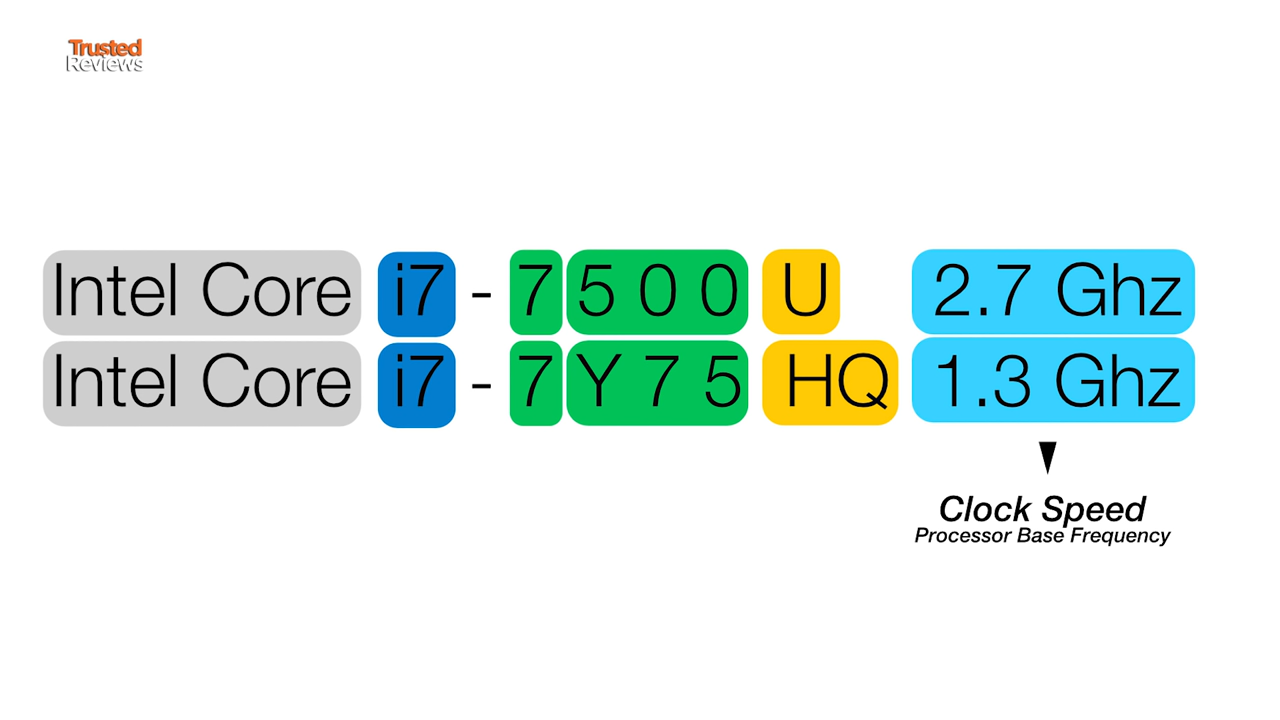 Trusted
Reviews
Intel Core i7 - 7 5 0 0 U 2.7 Ghz
Intel Core i7 - 7 Y 7 5 HQ 1.3 Ghz
Clock Speed
Processor Base Frequency